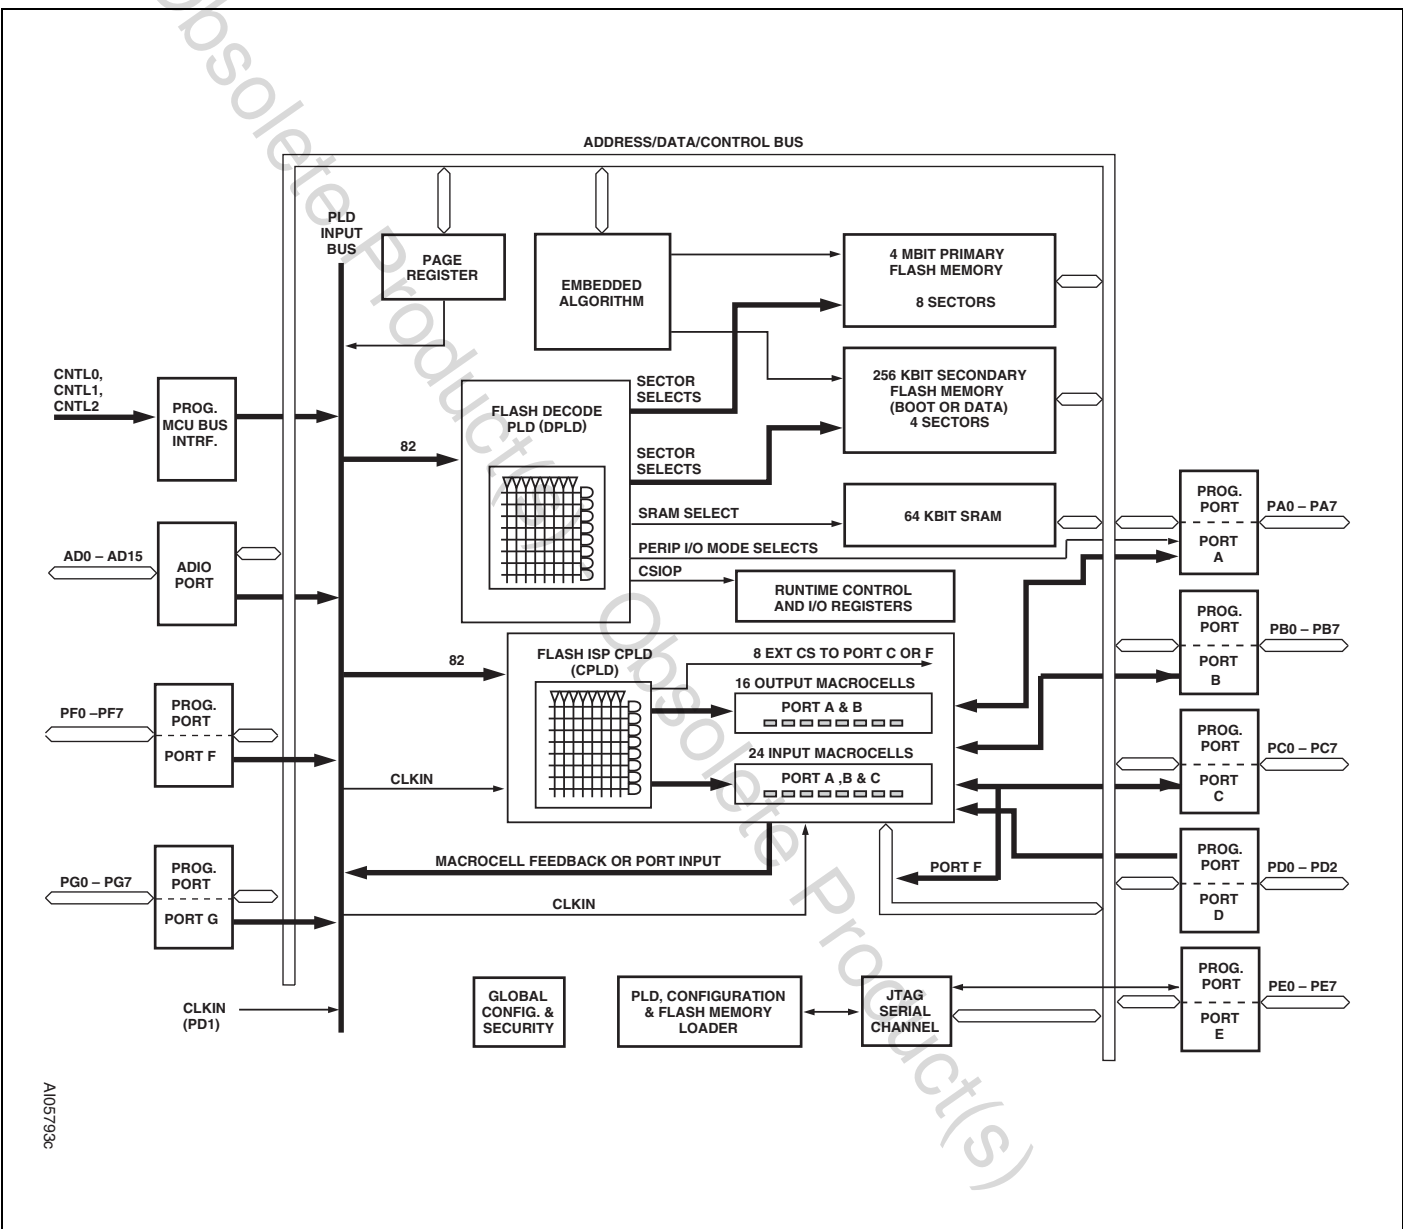 ADDRESS/DATA/CONTROL BUS
PLD
INPUT
BUS
PAGE
REGISTER
EMBEDDED
ALGORITHM
4 MBIT PRIMARY
FLASH MEMORY
8 SECTORS
CNTL0,
CNTL1,
CNTL2
PROG.
MCU BUS
INTRF.
SECTOR
SELECTS
256 KBIT SECONDARY
FLASH MEMORY
(BOOT OR DATA)
4 SECTORS
FLASH DECODE
PLD (DPLD)
82
SECTOR
SELECTS
SRAM SELECT
64 KBIT SRAM
PERIP I/O MODE SELECTS
CSIOP
RUNTIME CONTROL
AND I/O REGISTERS
PROG.
PORT
PORT
A
PA0 – PA7
AD0 – AD15
ADIO
PORT
PROG.
PORT
PORT
B
PB0 – PB7
82
FLASH ISP CPLD
(CPLD)
8 EXT CS TO PORT C OR F
16 OUTPUT MACROCELLS
PORT A & B
24 INPUT MACROCELLS
PORT A ,B & C
PF0 –PF7
PROG.
PORT
PORT F
CLKIN
PROG.
PORT
PORT
C
PC0 – PC7
MACROCELL FEEDBACK OR PORT INPUT
PORT F
PG0 – PG7
PROG.
PORT
PORT G
CLKIN
PROG.
PORT
PORT
D
PD0 – PD2
CLKIN
(PD1)
GLOBAL
CONFIG. &
SECURITY
PLD, CONFIGURATION
& FLASH MEMORY
LOADER
JTAG
SERIAL
CHANNEL
PROG.
PORT
PORT
E
PE0 – PE7
AI05793c
Obsolete Product(s)
Obsolete Product(s)